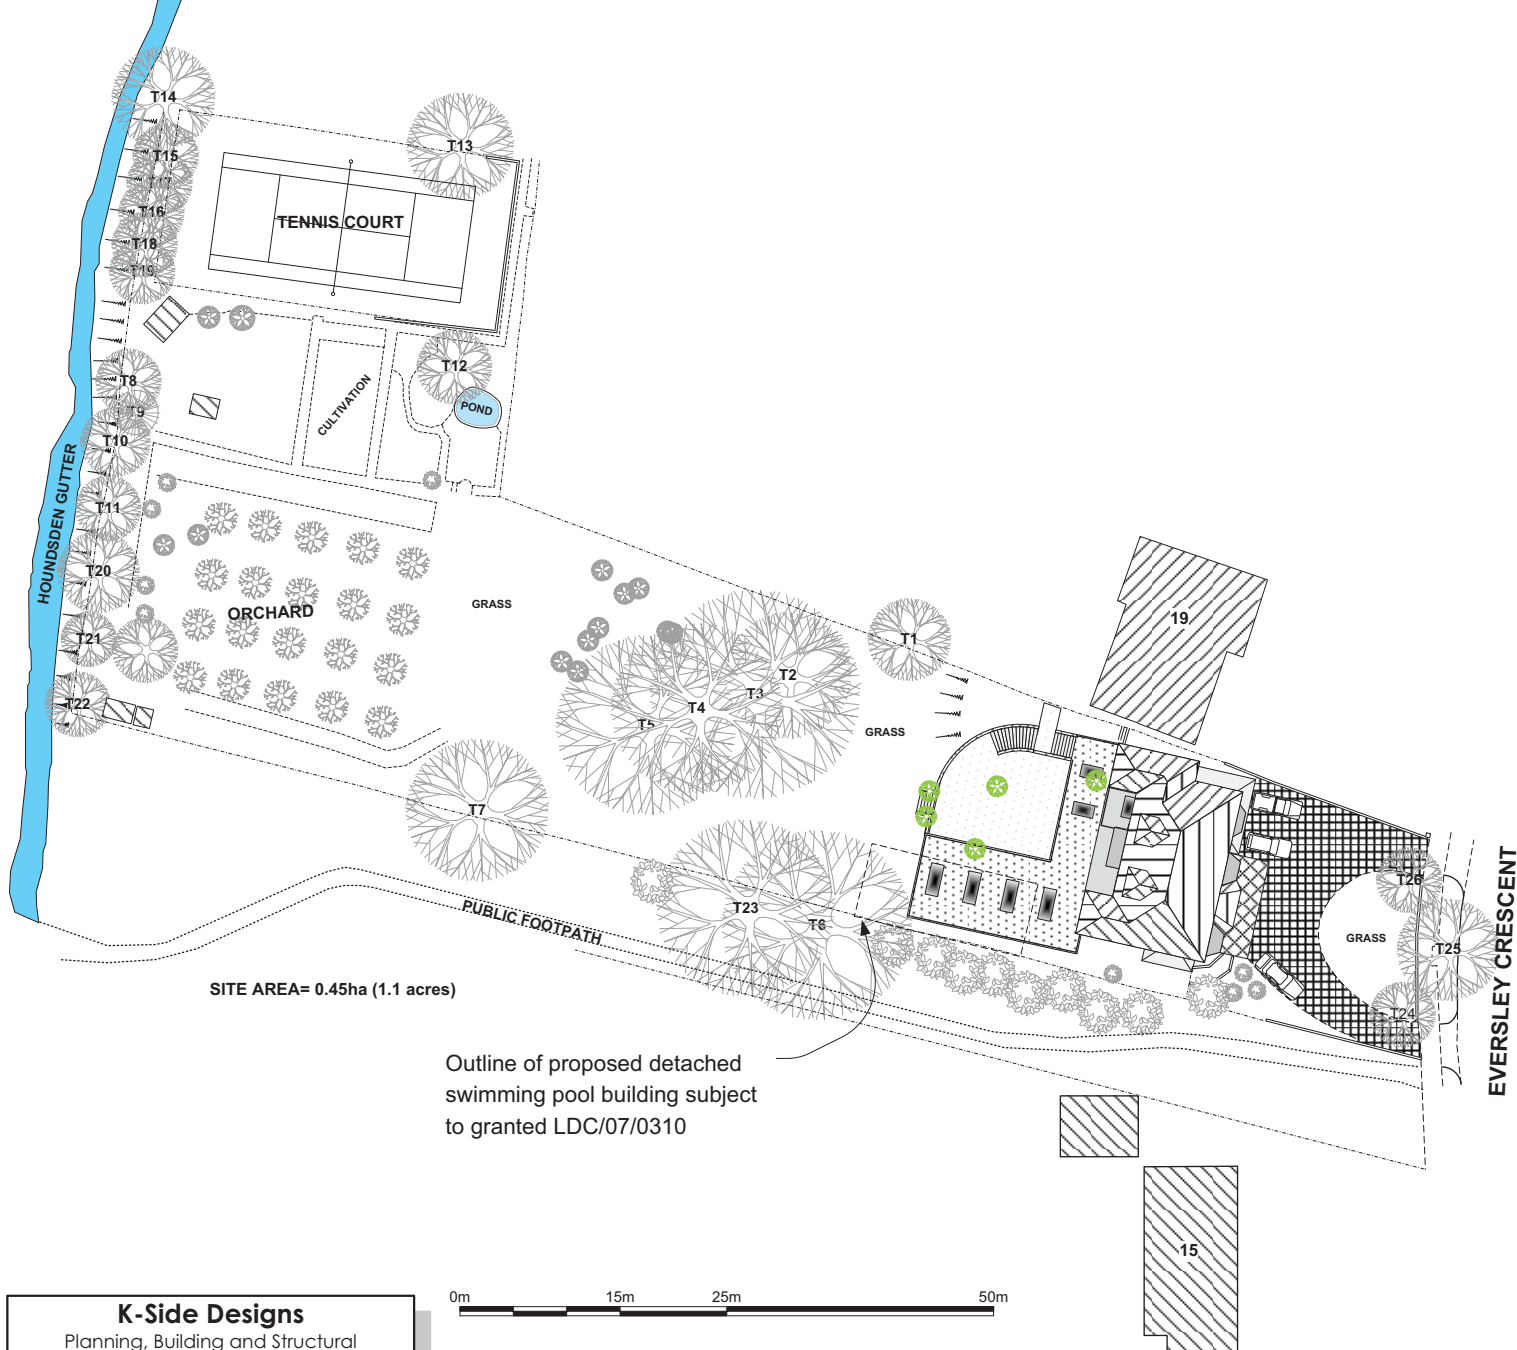 T14
T13
T15
T17
TENNIS COURT
T16
T18
T19
T12
T8
CULTIVATION
POND
T9
T10
HOUNDSDEN GUTTER
T11
T20
GRASS
ORCHARD
19
T21
T1
T2
T3
T22
T4
T5
GRASS
T7
EVERSLEY CRESCENT
T26
T23
PUBLIC FOOTPATH
T6
GRASS
T25
SITE AREA= 0.45ha (1.1 acres)
T24
Outline of proposed detached
swimming pool building subject
to granted LDC/07/0310
15
0m 15m 25m 50m
K-Side Designs
Planning, Building and Structural